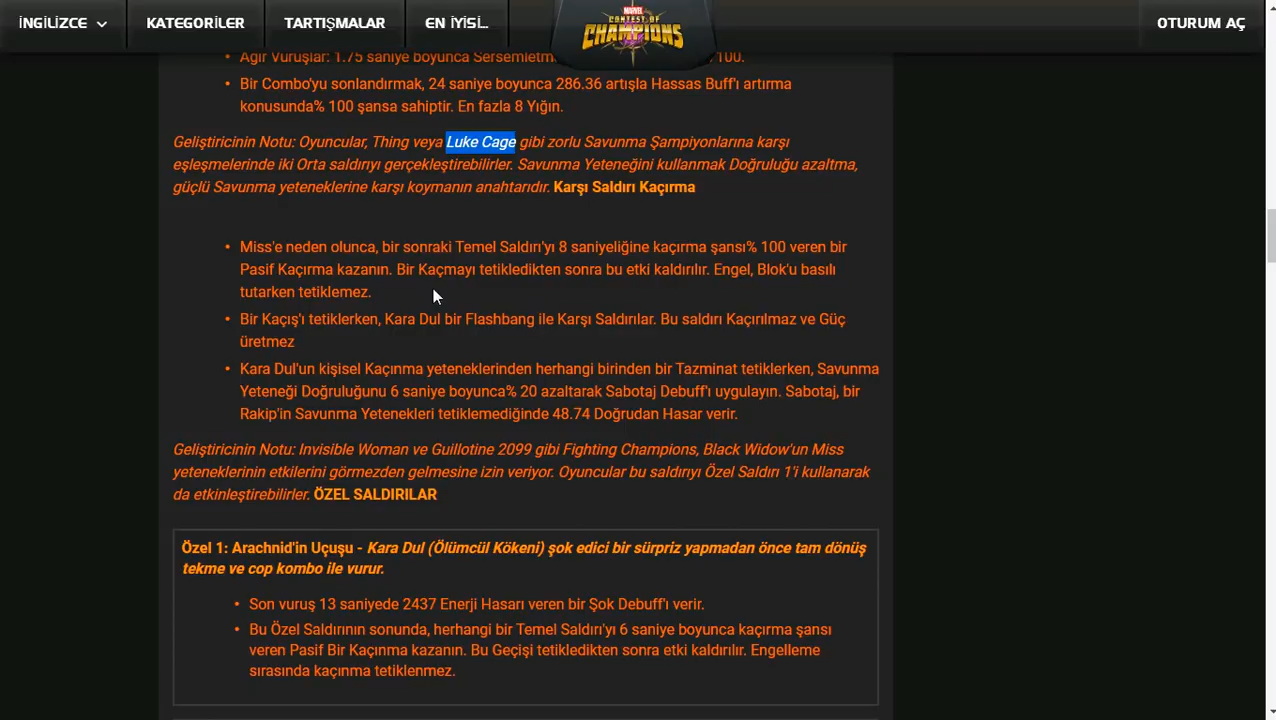 İNGİLİZCE
KATEGORİLER
TARTIŞMALAR
EN İYİSİ..
MARVEL
CONTEST OF
CHAMPIONS
OTURUM AÇ
Ağır Vuruşlar: 1.75 saniye boyunca Sersemletm 100.
Bir Combo'yu sonlandırmak, 24 saniye boyunca 286.36 artışla Hassas Buff'ı artırma
konusunda% 100 şansa sahiptir. En fazla 8 Yığın.
Geliştiricinin Notu: Oyuncular, Thing veya Luke Cage gibi zorlu Savunma Şampiyonlarına karşı
eşleşmelerinde iki Orta saldırıyı gerçekleştirebilirler. Savunma Yeteneğini kullanmak Doğruluğu azaltma,
güçlü Savunma yeteneklerine karşı koymanın anahtarıdır. Karşı Saldırı Kaçırma
Miss'e neden olunca, bir sonraki Temel Saldırı'yı 8 saniyeliğine kaçırma şansı% 100 veren bir
Pasif Kaçırma kazanın. Bir Kaçmayı tetikledikten sonra bu etki kaldırılır. Engel, Blok'u basılı
tutarken tetiklemez.
Bir Kaçış'ı tetiklerken, Kara Dul bir Flashbang ile Karşı Saldırılar. Bu saldırı Kaçırılmaz ve Güç
üretmez
Kara Dul'un kişisel Kaçınma yeteneklerinden herhangi birinden bir Tazminat tetiklerken, Savunma
Yeteneği Doğruluğunu 6 saniye boyunca% 20 azaltarak Sabotaj Debuff'ı uygulayın. Sabotaj, bir
Rakip'in Savunma Yetenekleri tetiklemediğinde 48.74 Doğrudan Hasar verir.
Geliştiricinin Notu: Invisible Woman ve Guillotine 2099 gibi Fighting Champions, Black Widow'un Miss
yeteneklerinin etkilerini görmezden gelmesine izin veriyor. Oyuncular bu saldırıyı Özel Saldırı 1'i kullanarak
da etkinleştirebilirler. ÖZEL SALDIRILAR
Özel 1: Arachnid'in Uçuşu - Kara Dul (Ölümcül Kökeni) şok edici bir sürpriz yapmadan önce tam dönüş
tekme ve cop kombo ile vurur.
Son vuruş 13 saniyede 2437 Enerji Hasarı veren bir Şok Debuff'ı verir.
Bu Özel Saldırının sonunda, herhangi bir Temel Saldırı'yı 6 saniye boyunca kaçırma şansı
veren Pasif Bir Kaçınma kazanın. Bu Geçişi tetikledikten sonra etki kaldırılır. Engelleme
sırasında kaçınma tetiklenmez.